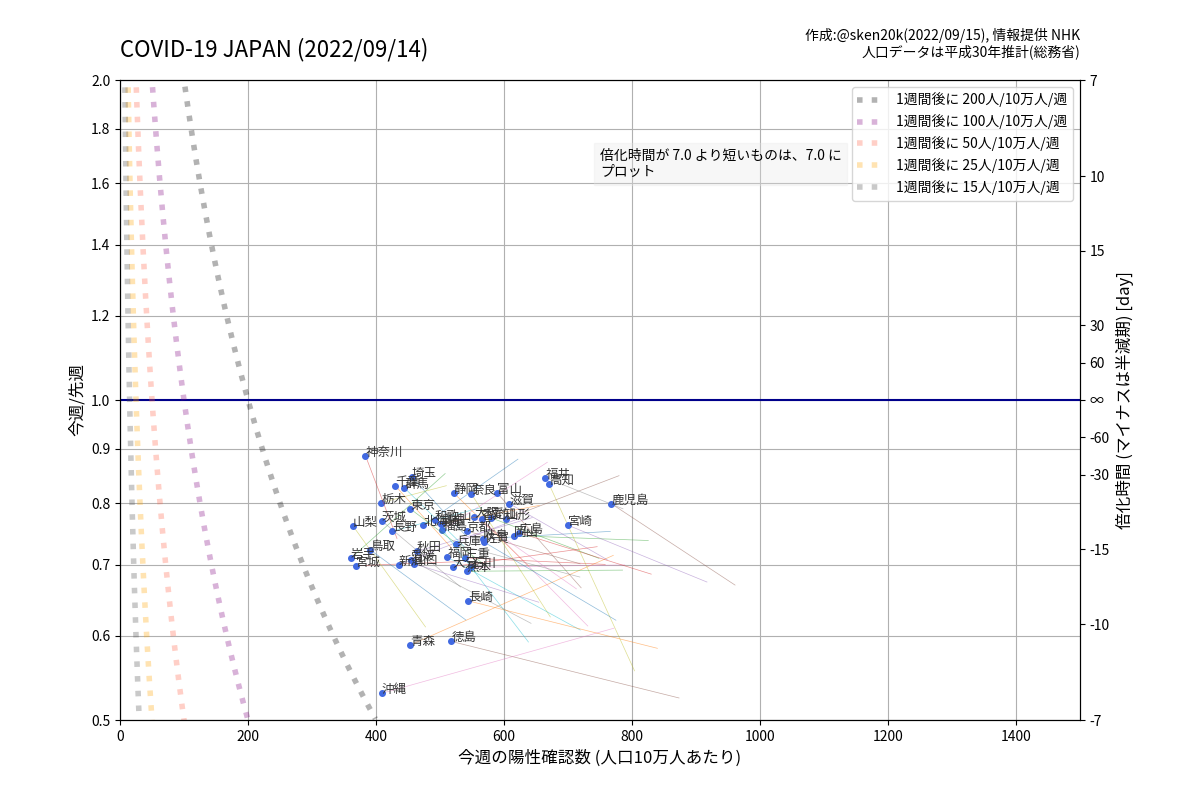 COVID-19 JAPAN (2022/09/14)
作成:@sken20k(2022/09/15), 情報提供 NHK
人口データは平成30年推計(総務省)
1週間後に 200人/10万人/週
1週間後に 100人/10万人/週
1週間後に 50人/10万人/週
1週間後に 25人/10万人/週
1週間後に 15人/10万人/週
倍化時間が 7.0 より短いものは、7.0 に
プロット
今週/先週
2.0
1.8
1.6
1.4
1.2
1.0
0.9
0.8
0.7
0.6
0.5
倍化時間 (マイナスは半減期) [day]
7
10
15
30
60
∞
-60
-30
-15
-10
-7
神奈川
埼玉
千葉
群馬
栃木
東京
茨城
山梨
長野
鳥取
岩手
宮城
秋田
静岡
奈良
富山
滋賀
福井
高知
鹿児島
宮崎
広島
京都
兵庫
佐賀
福岡
三重
熊本
長崎
青森
徳島
沖縄
0
200
400
600
800
1000
1200
1400
今週の陽性確認数 (人口10万人あたり)